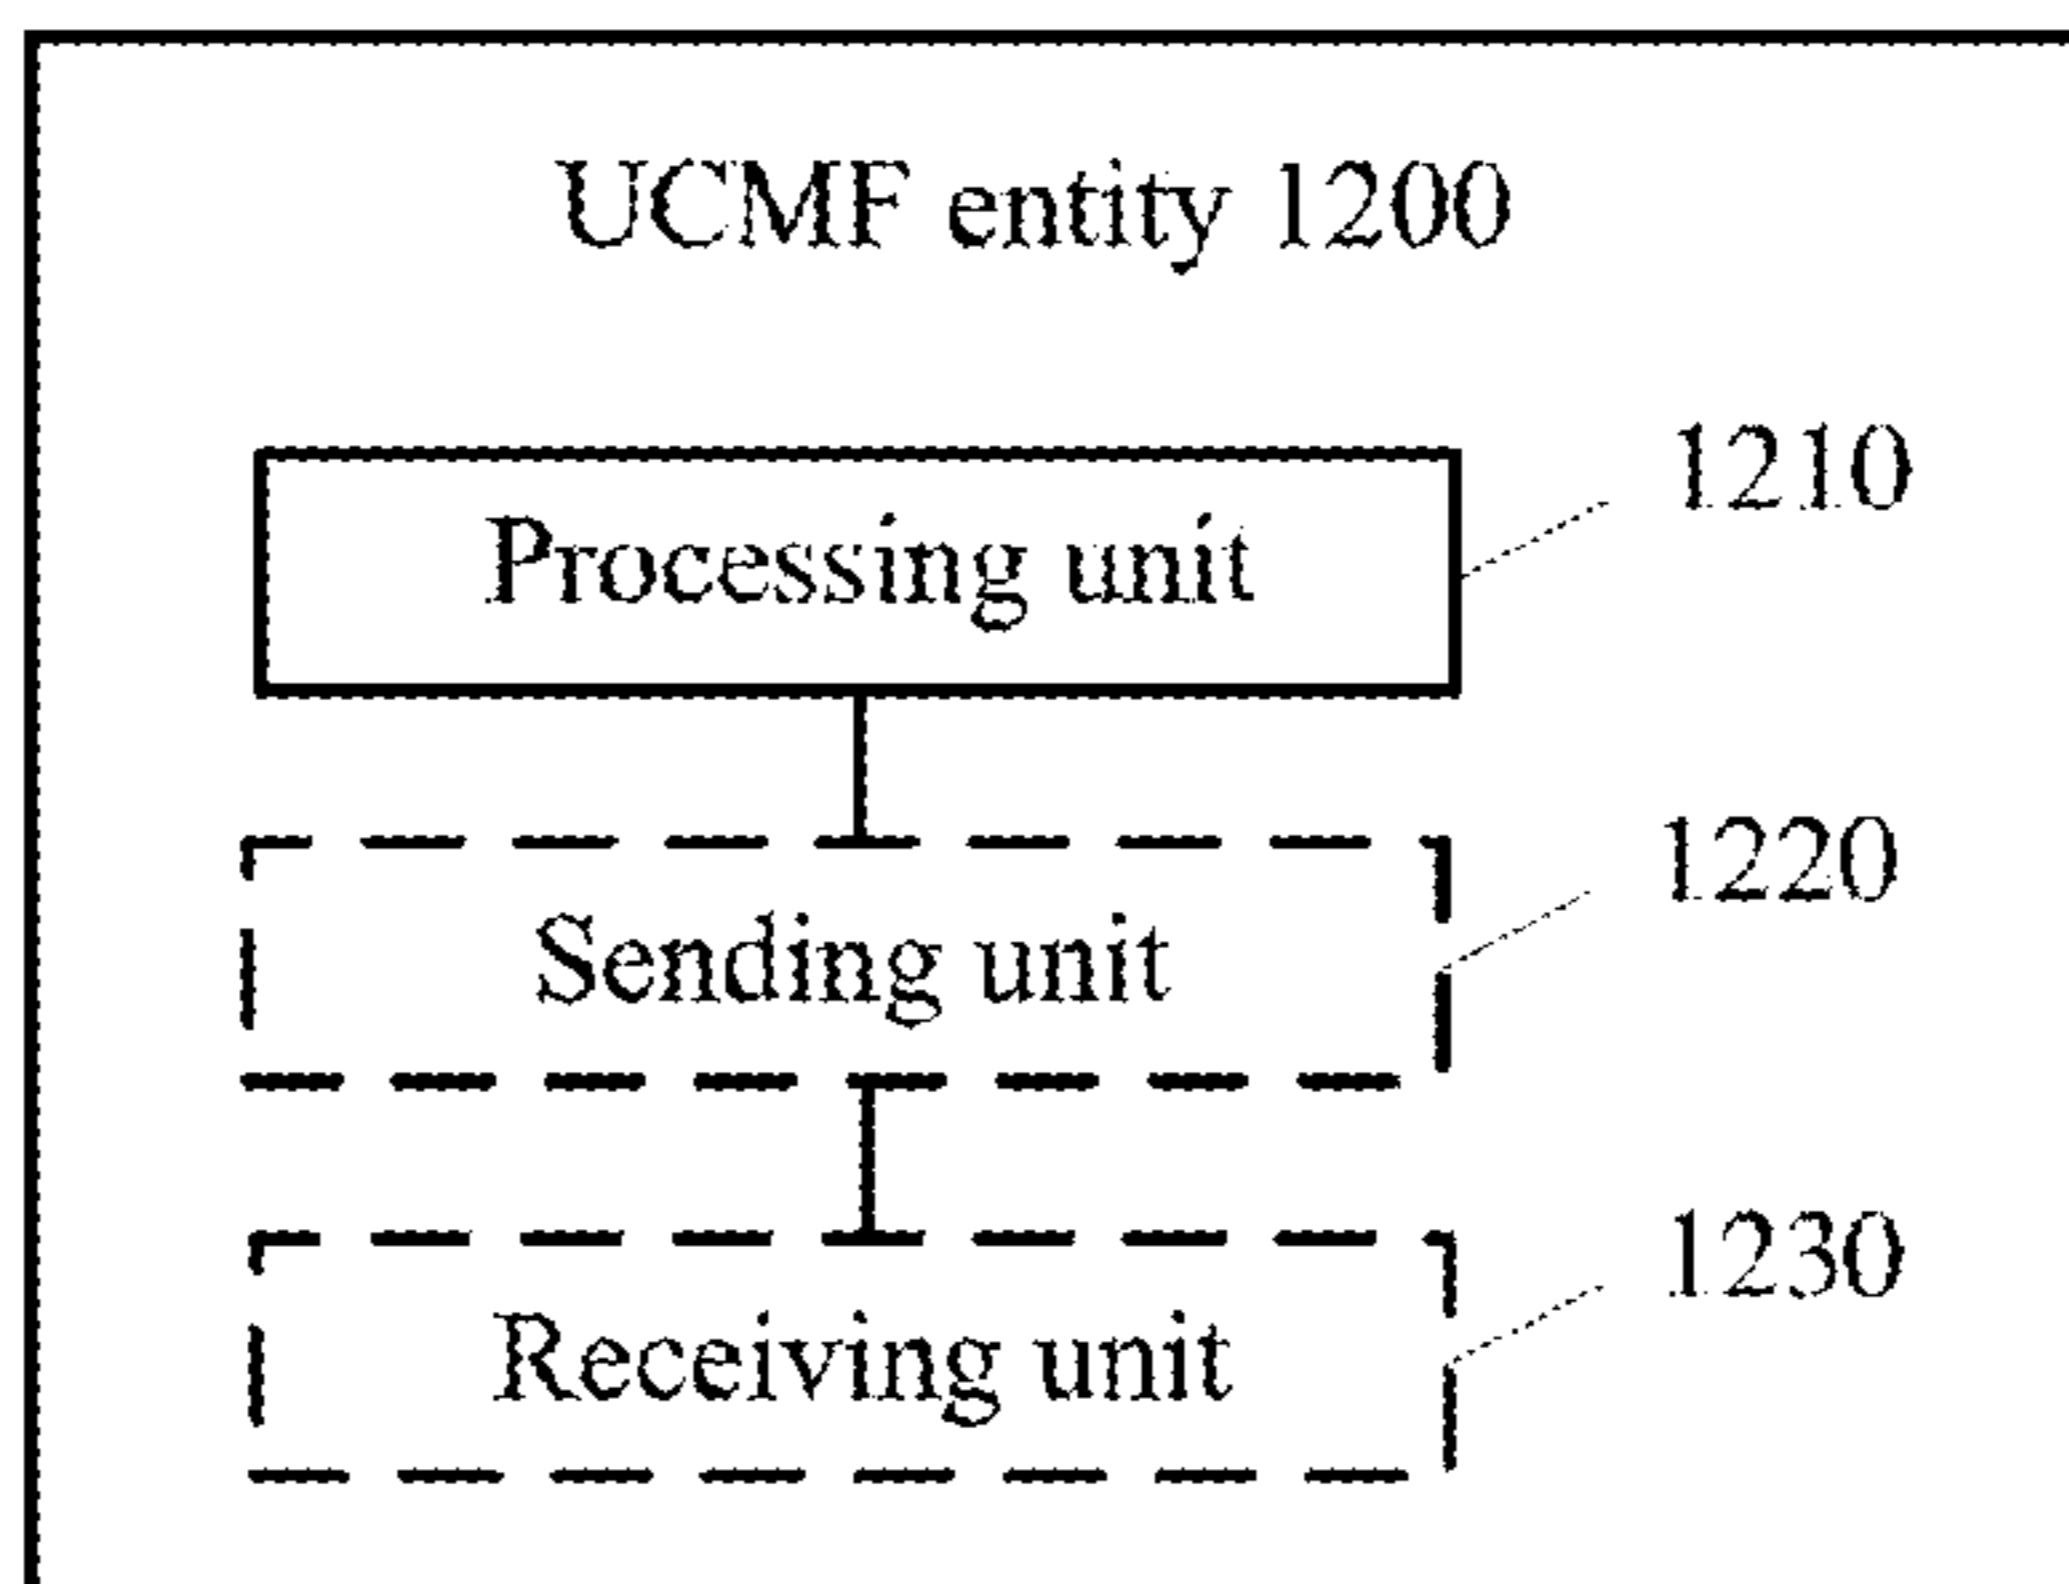 UCMF entity 1200
1210
Processing unit
1220
Sending unit
1230
Receiving unit